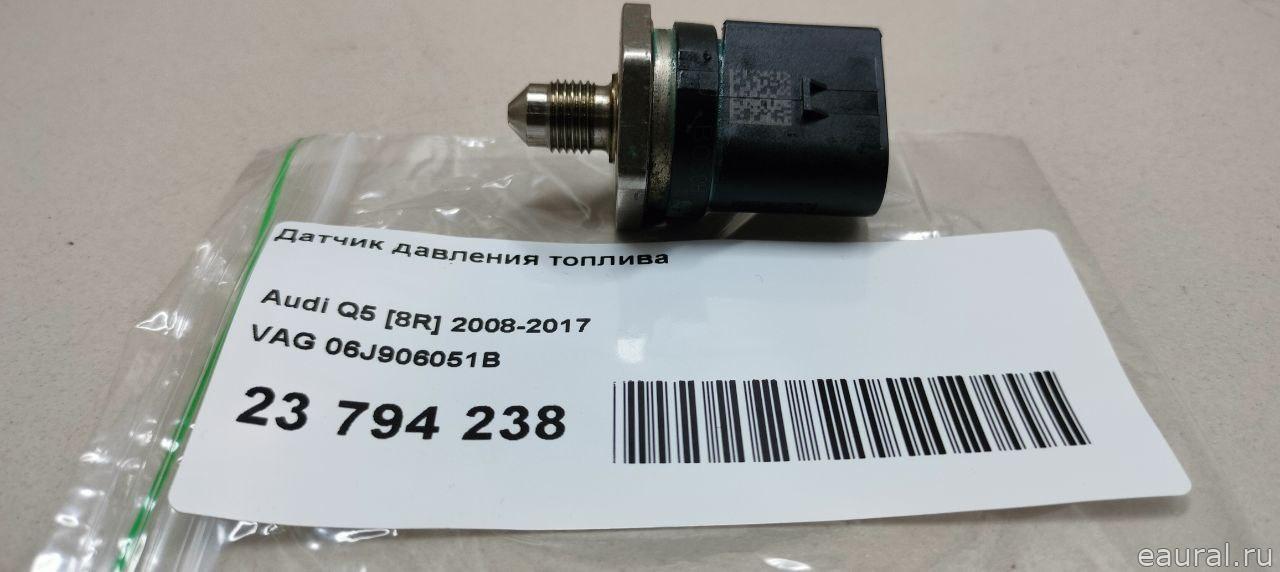 Датчик давления топлива
Audi Q5 [8R] 2008-2017
VAG 06J906051B
23 794 238
eaural.ru